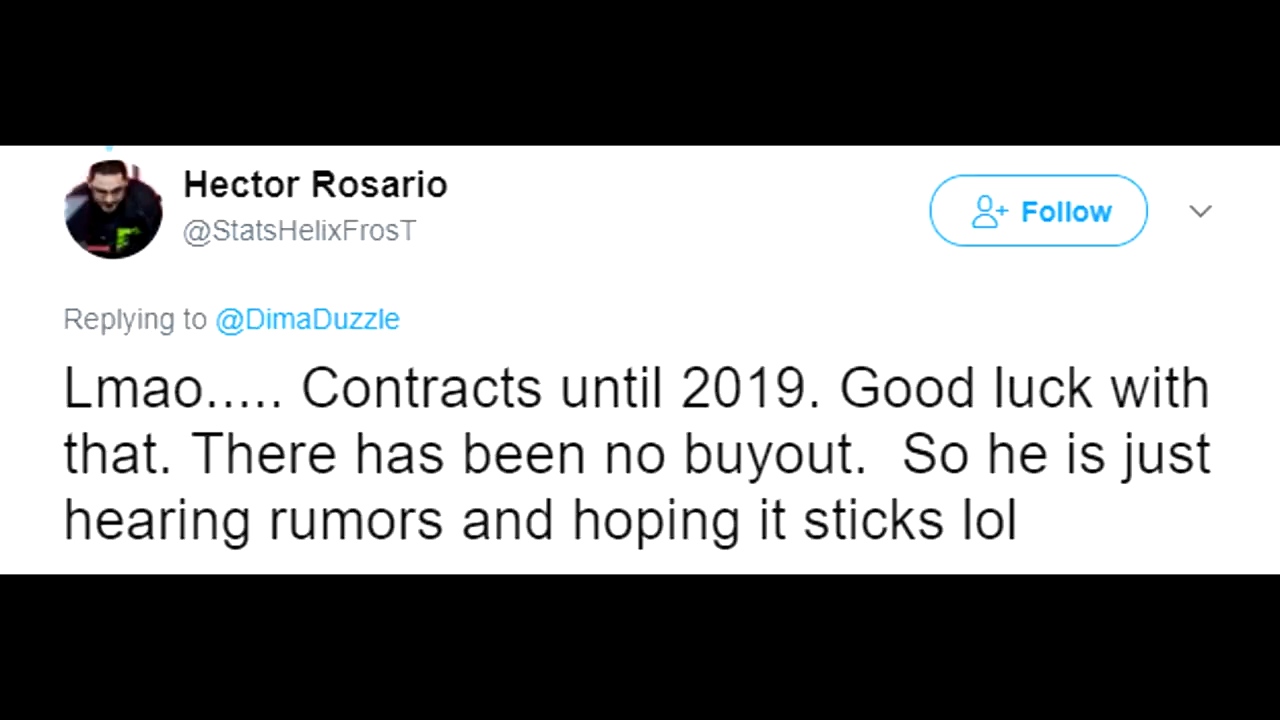 Hector Rosario
@StatsHelixFrosT
Follow
Replying to @DimaDuzzle
Lmao..... Contracts until 2019. Good luck with
that. There has been no buyout.  So he is just
hearing rumors and hoping it sticks lol